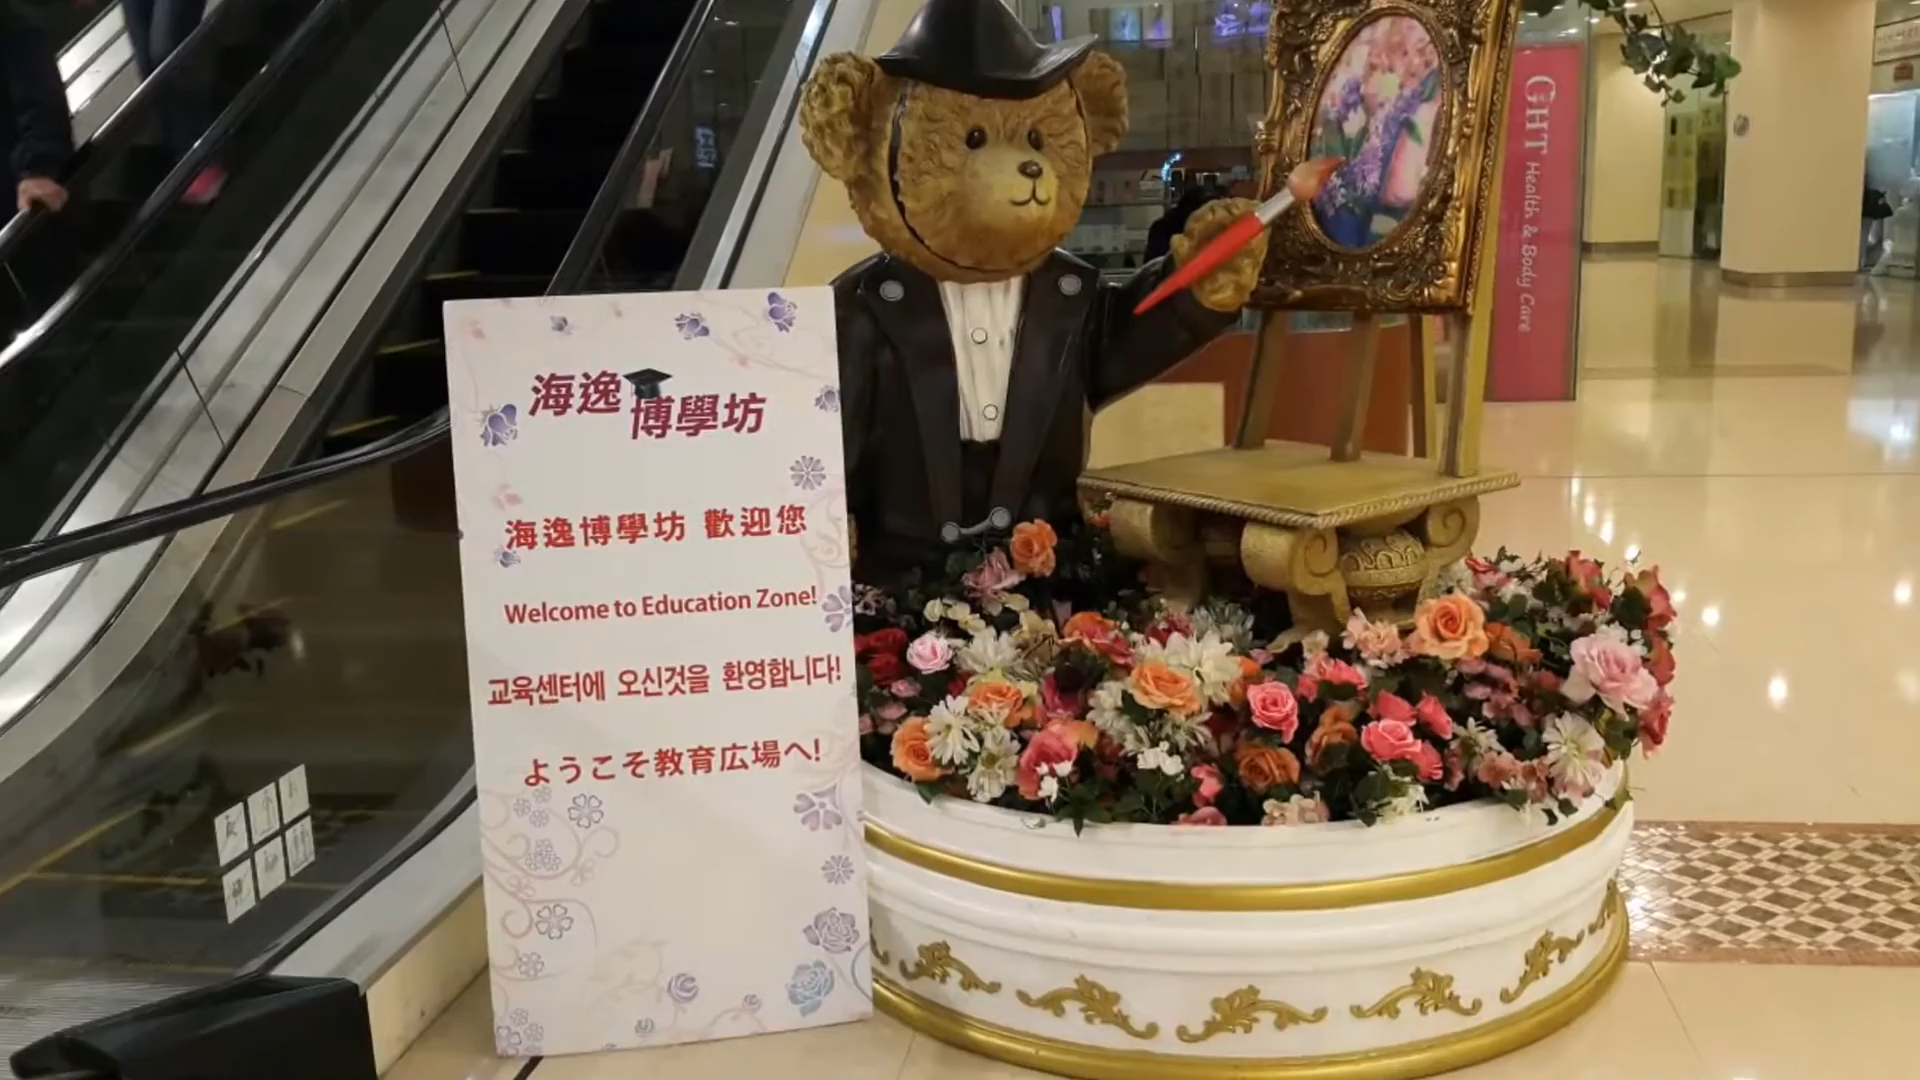 海逸
博學坊
海逸博學坊 歡迎您
Welcome to Education Zone!
교육센터에 오신것을 환영합니다!
ようこそ教育広場へ!
GHT Health & Body Care